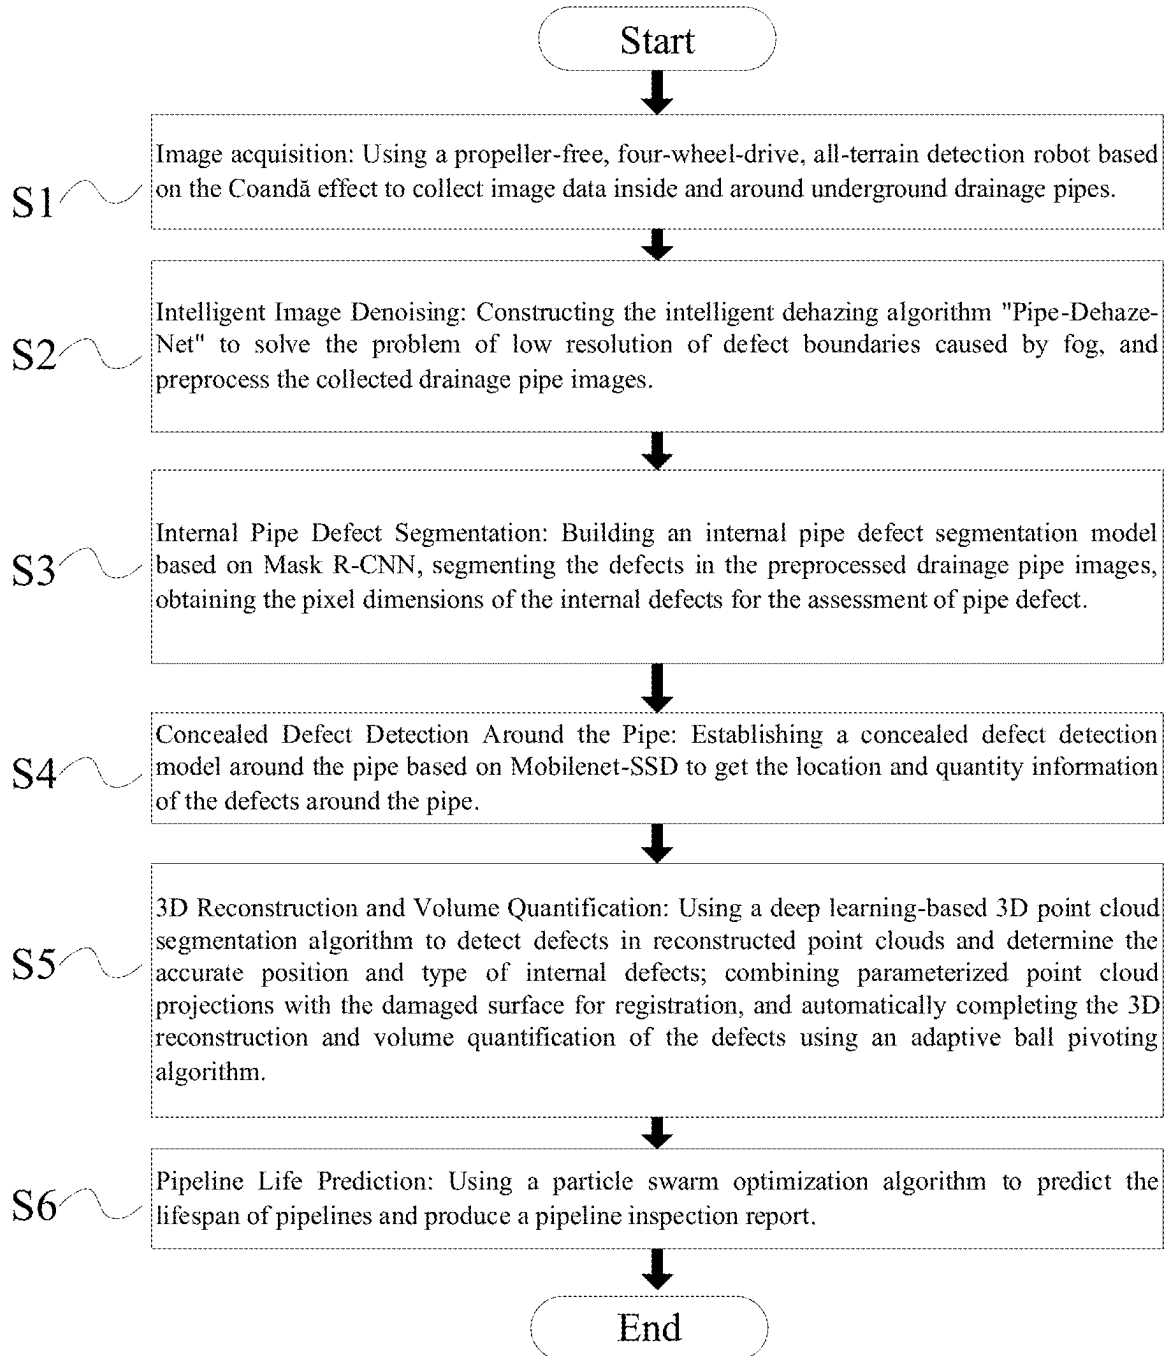 Start
S1
Image acquisition: Using a propeller-free, four-wheel-drive, all-terrain detection robot based
on the Coandă effect to collect image data inside and around underground drainage pipes.
S2
Intelligent Image Denoising: Constructing the intelligent dehazing algorithm "Pipe-Dehaze-
Net" to solve the problem of low resolution of defect boundaries caused by fog, and
preprocess the collected drainage pipe images.
S3
Internal Pipe Defect Segmentation: Building an internal pipe defect segmentation model
based on Mask R-CNN, segmenting the defects in the preprocessed drainage pipe images,
obtaining the pixel dimensions of the internal defects for the assessment of pipe defect.
S4
Concealed Defect Detection Around the Pipe: Establishing a concealed defect detection
model around the pipe based on Mobilenet-SSD to get the location and quantity information
of the defects around the pipe.
S5
3D Reconstruction and Volume Quantification: Using a deep learning-based 3D point cloud
segmentation algorithm to detect defects in reconstructed point clouds and determine the
accurate position and type of internal defects; combining parameterized point cloud
projections with the damaged surface for registration, and automatically completing the 3D
reconstruction and volume quantification of the defects using an adaptive ball pivoting
algorithm.
S6
Pipeline Life Prediction: Using a particle swarm optimization algorithm to predict the
lifespan of pipelines and produce a pipeline inspection report.
End